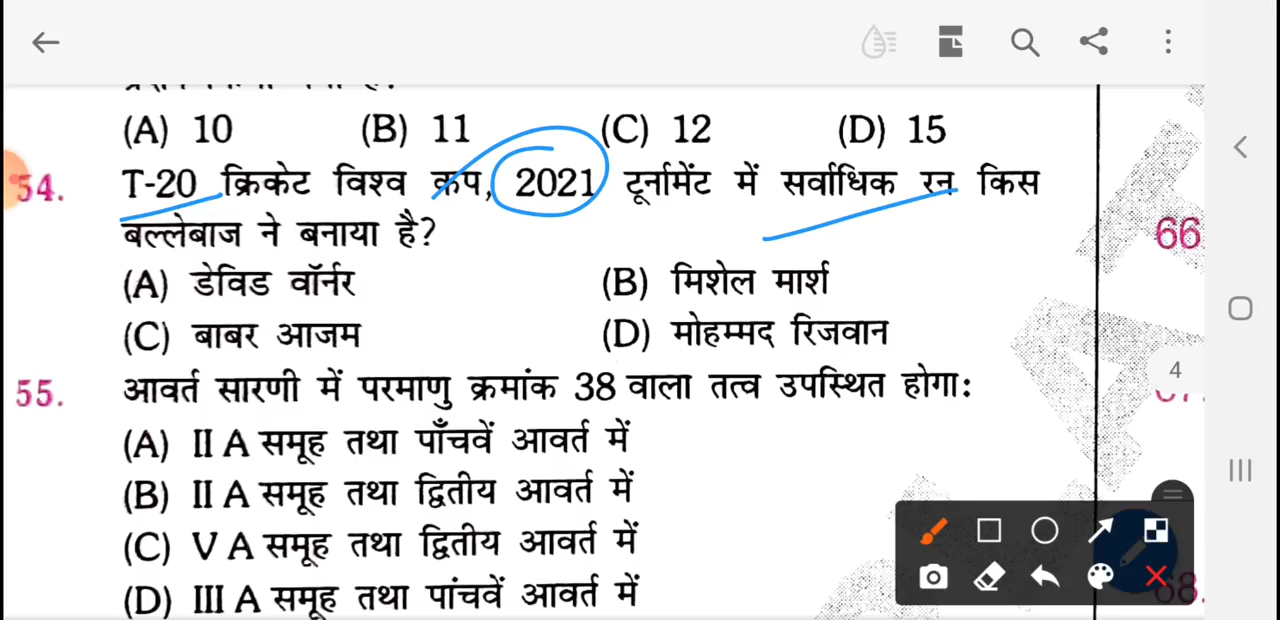 (A) 10 (B) 11 (C) 12 (D) 15
54. T-20 क्रिकेट विश्व कप, 2021 टूर्नामेंट में सर्वाधिक रन किस
बल्लेबाज ने बनाया है?
(A) डेविड वॉर्नर (B) मिशेल मार्श
(C) बाबर आजम (D) मोहम्मद रिजवान
55. आवर्त सारणी में परमाणु क्रमांक 38 वाला तत्व उपस्थित होगा:
(A) II A समूह तथा पाँचवें आवर्त में
(B) II A समूह तथा द्वितीय आवर्त में
(C) V A समूह तथा द्वितीय आवर्त में
(D) III A समूह तथा पांचवें आवर्त में
66
4
68.